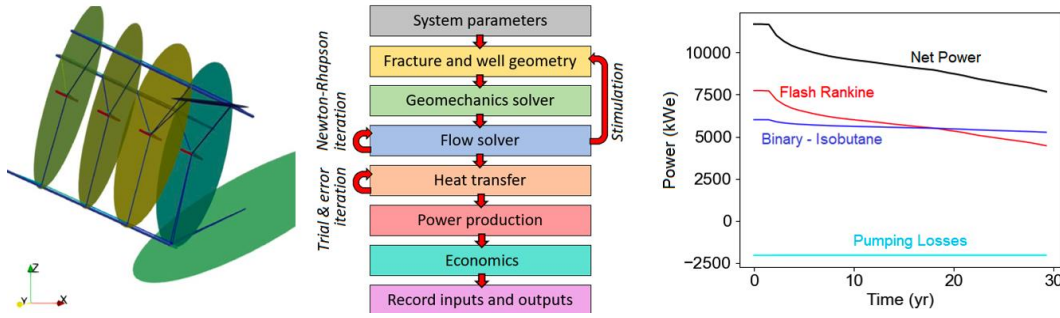 Z
Y
X
System parameters
Fracture and well geometry
Geomechanics solver
Flow solver
Heat transfer
Power production
Economics
Record inputs and outputs
Newton-Rhapson
iteration
Trial & error
iteration
Stimulation
Power (kWe)
10000
7500
5000
2500
0
−2500
Net Power
Flash Rankine
Binary - Isobutane
Pumping Losses
0
10
20
30
Time (yr)